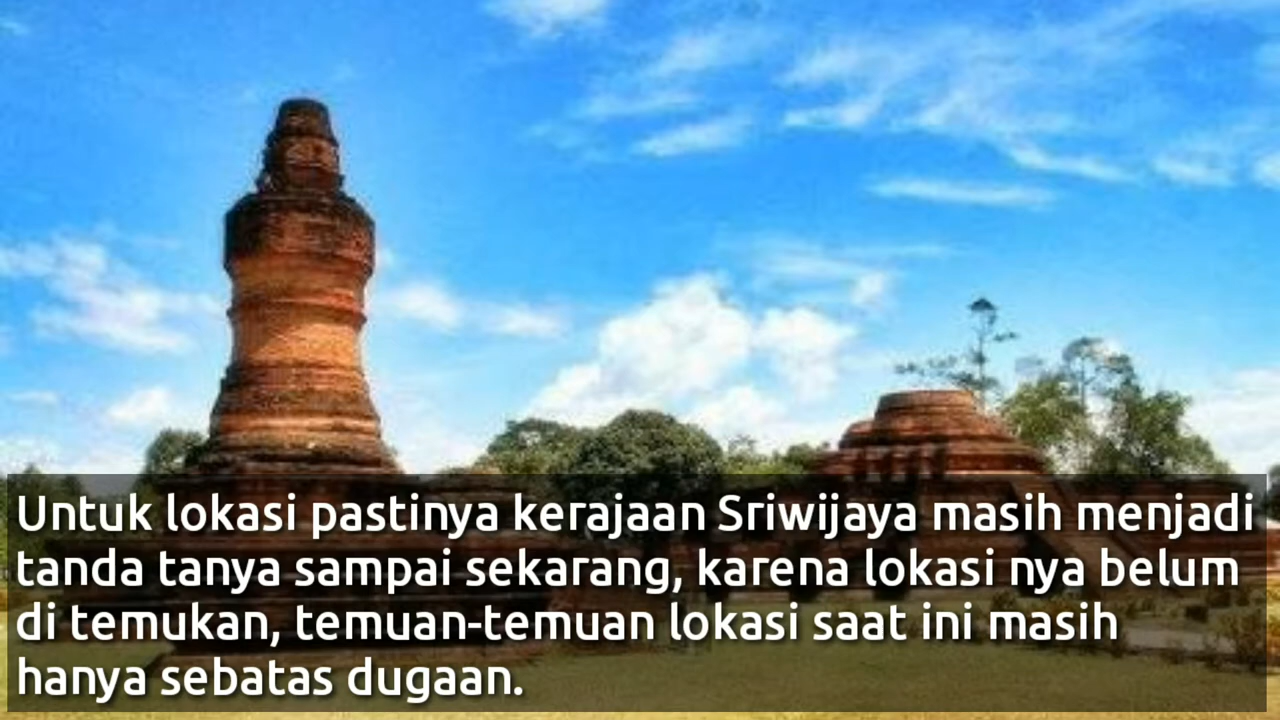 Untuk lokasi pastinya kerajaan Sriwijaya masih menjadi
tanda tanya sampai sekarang, karena lokasi nya belum
di temukan, temuan-temuan lokasi saat ini masih
hanya sebatas dugaan.